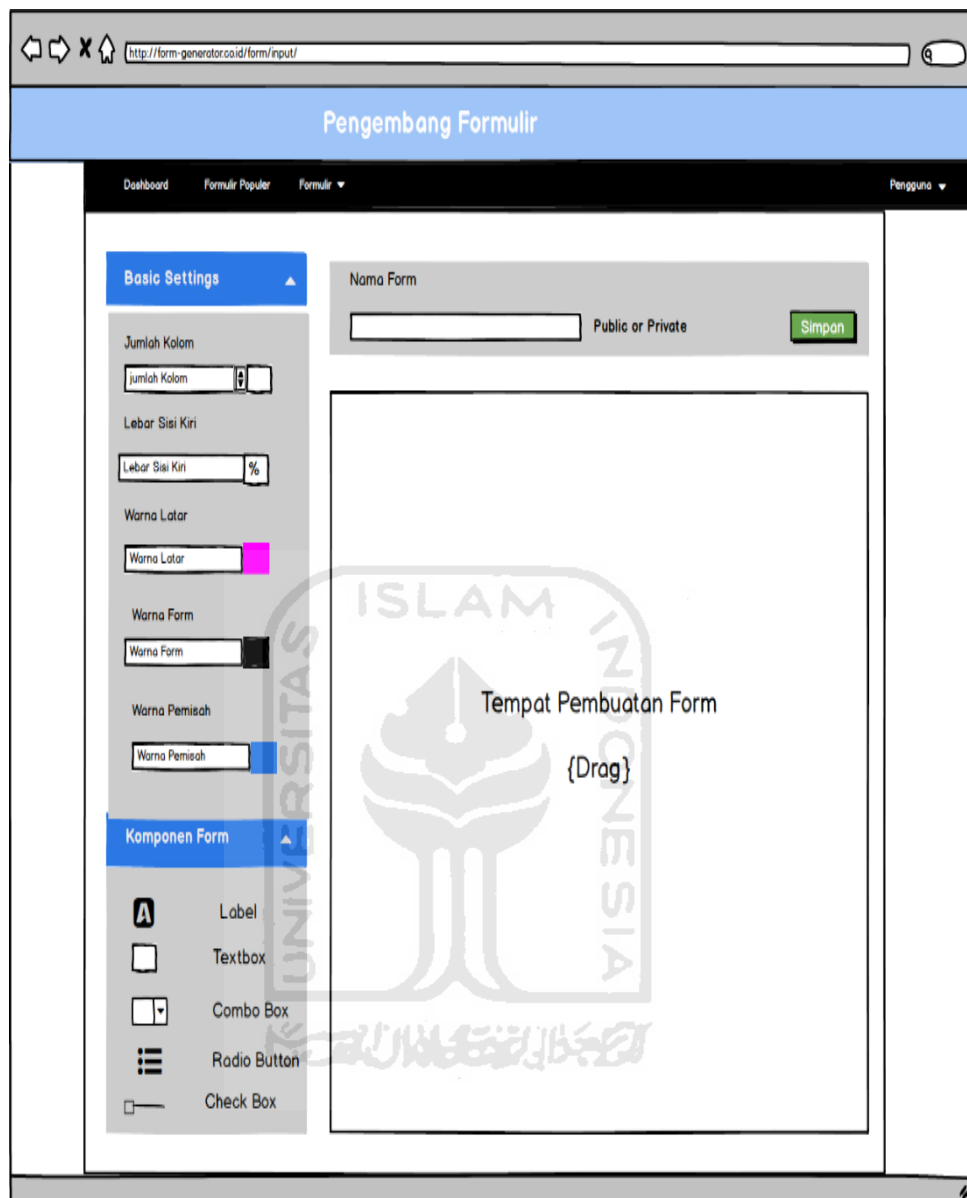 http://form-generator.co.id/form/input/
Pengembang Formulir
Dashboard Formulir Populer Formulir Pengguna
Basic Settings
Jumlah Kolom
jumlah Kolom
Lebar Sisi Kiri
Lebar Sisi Kiri %
Warna Latar
Warna Latar
Warna Form
Warna Form
Warna Pemisah
Warna Pemisah
Komponen Form
A Label
Textbox
Combo Box
Radio Button
Check Box
Nama Form
Public or Private Simpan
Tempat Pembuatan Form
{Drag}
UNIVERSITAS ISLAM INDONESIA